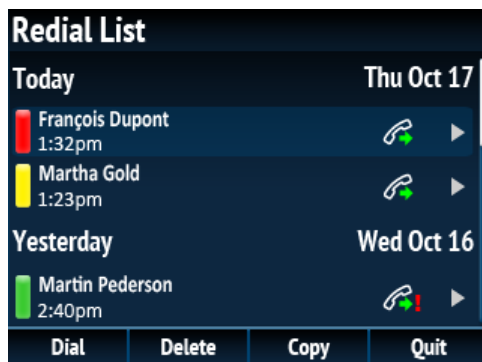 Redial List
Today Thu Oct 17
François Dupont
1:32pm
Martha Gold
1:23pm
Yesterday Wed Oct 16
Martin Pederson
2:40pm
Dial Delete Copy Quit